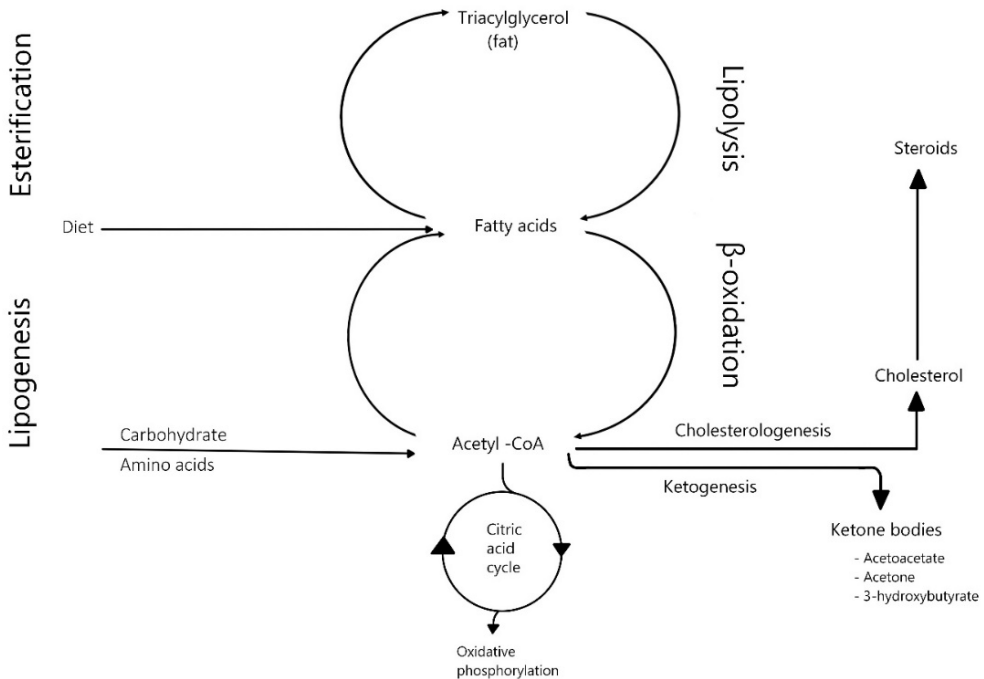 Triacylglycerol
(fat)
Esterification
Lipolysis
Steroids
Diet
Fatty acids
β-oxidation
Lipogenesis
Cholesterol
Carbohydrate
Amino acids
Acetyl -CoA
Cholesterologenesis
Ketogenesis
Citric
acid
cycle
Ketone bodies
- Acetoacetate
- Acetone
- 3-hydroxybutyrate
Oxidative
phosphorylation